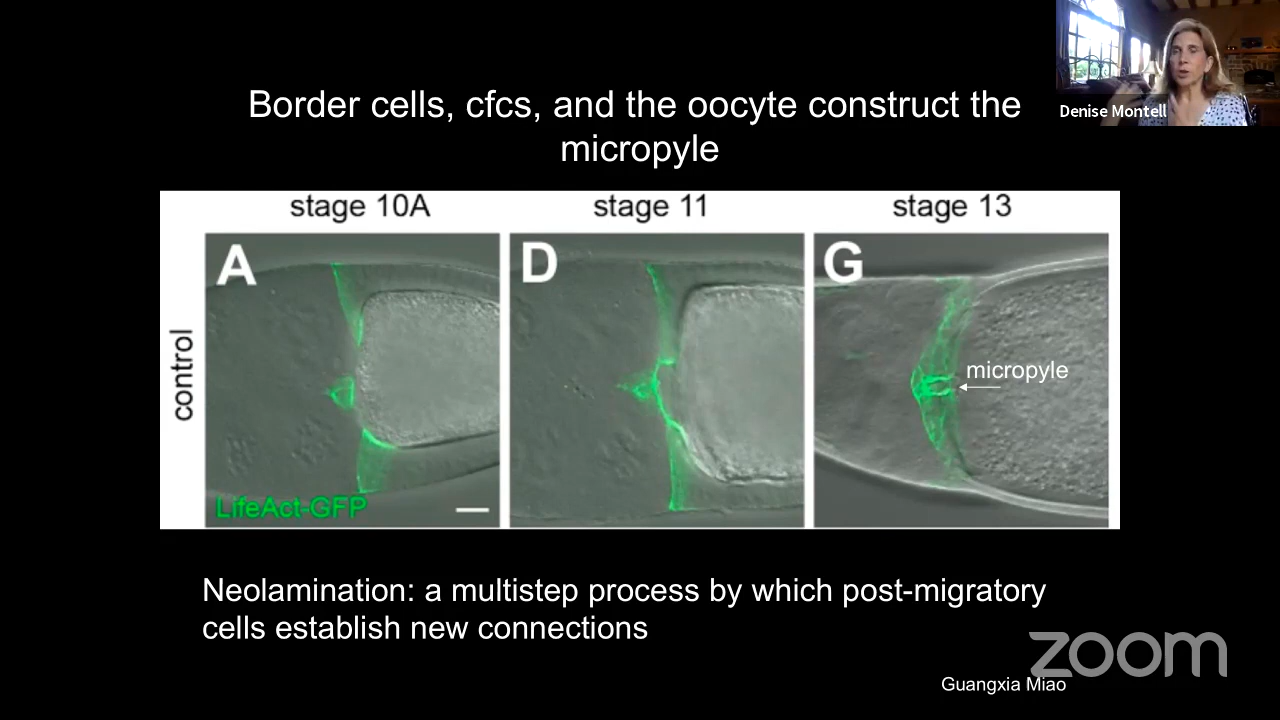 Border cells, cfcs, and the oocyte construct the
micropyle
Denise Montell
stage 10A
stage 11
stage 13
A
D
G
control
micropyle
LifeAct-GFP
Neolamination: a multistep process by which post-migratory
cells establish new connections
zoom
Guangxia Miao